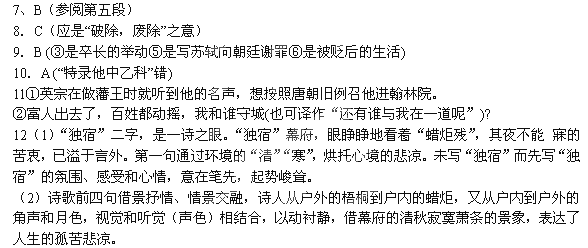 7、B（参阅第五段）
8．C（应是“破除，废除”之意）
9．B (③是卒长的举动⑤是写苏轼向朝廷谢罪⑥是被贬后的生活)
10．A (“特录他中乙科”错)
11①英宗在做藩王时就听到他的名声，想按照唐朝旧例召他进翰林院。
②富人出去了，百姓都动摇，我和谁守城(也可译作“还有谁与我在一道呢”)?
12（1）“独宿”二字，是一诗之眼。“独宿”幕府，眼睁睁地看着“蜡炬残”，其夜不能 寐的
苦衷，已溢于言外。第一句通过环境的“清”“寒”，烘托心境的悲凉。未写“独宿”而先写“独
宿”的氛围、感受和心情，意在笔先，起势峻耸。
（2）诗歌前四句借景抒情、情景交融，诗人从户外的梧桐到户内的蜡炬，又从户内到户外的
角声和月色，视觉和听觉（声色）相结合，以动衬静，借幕府的清秋寂寞萧条的景象，表达了
人生的孤苦悲凉。